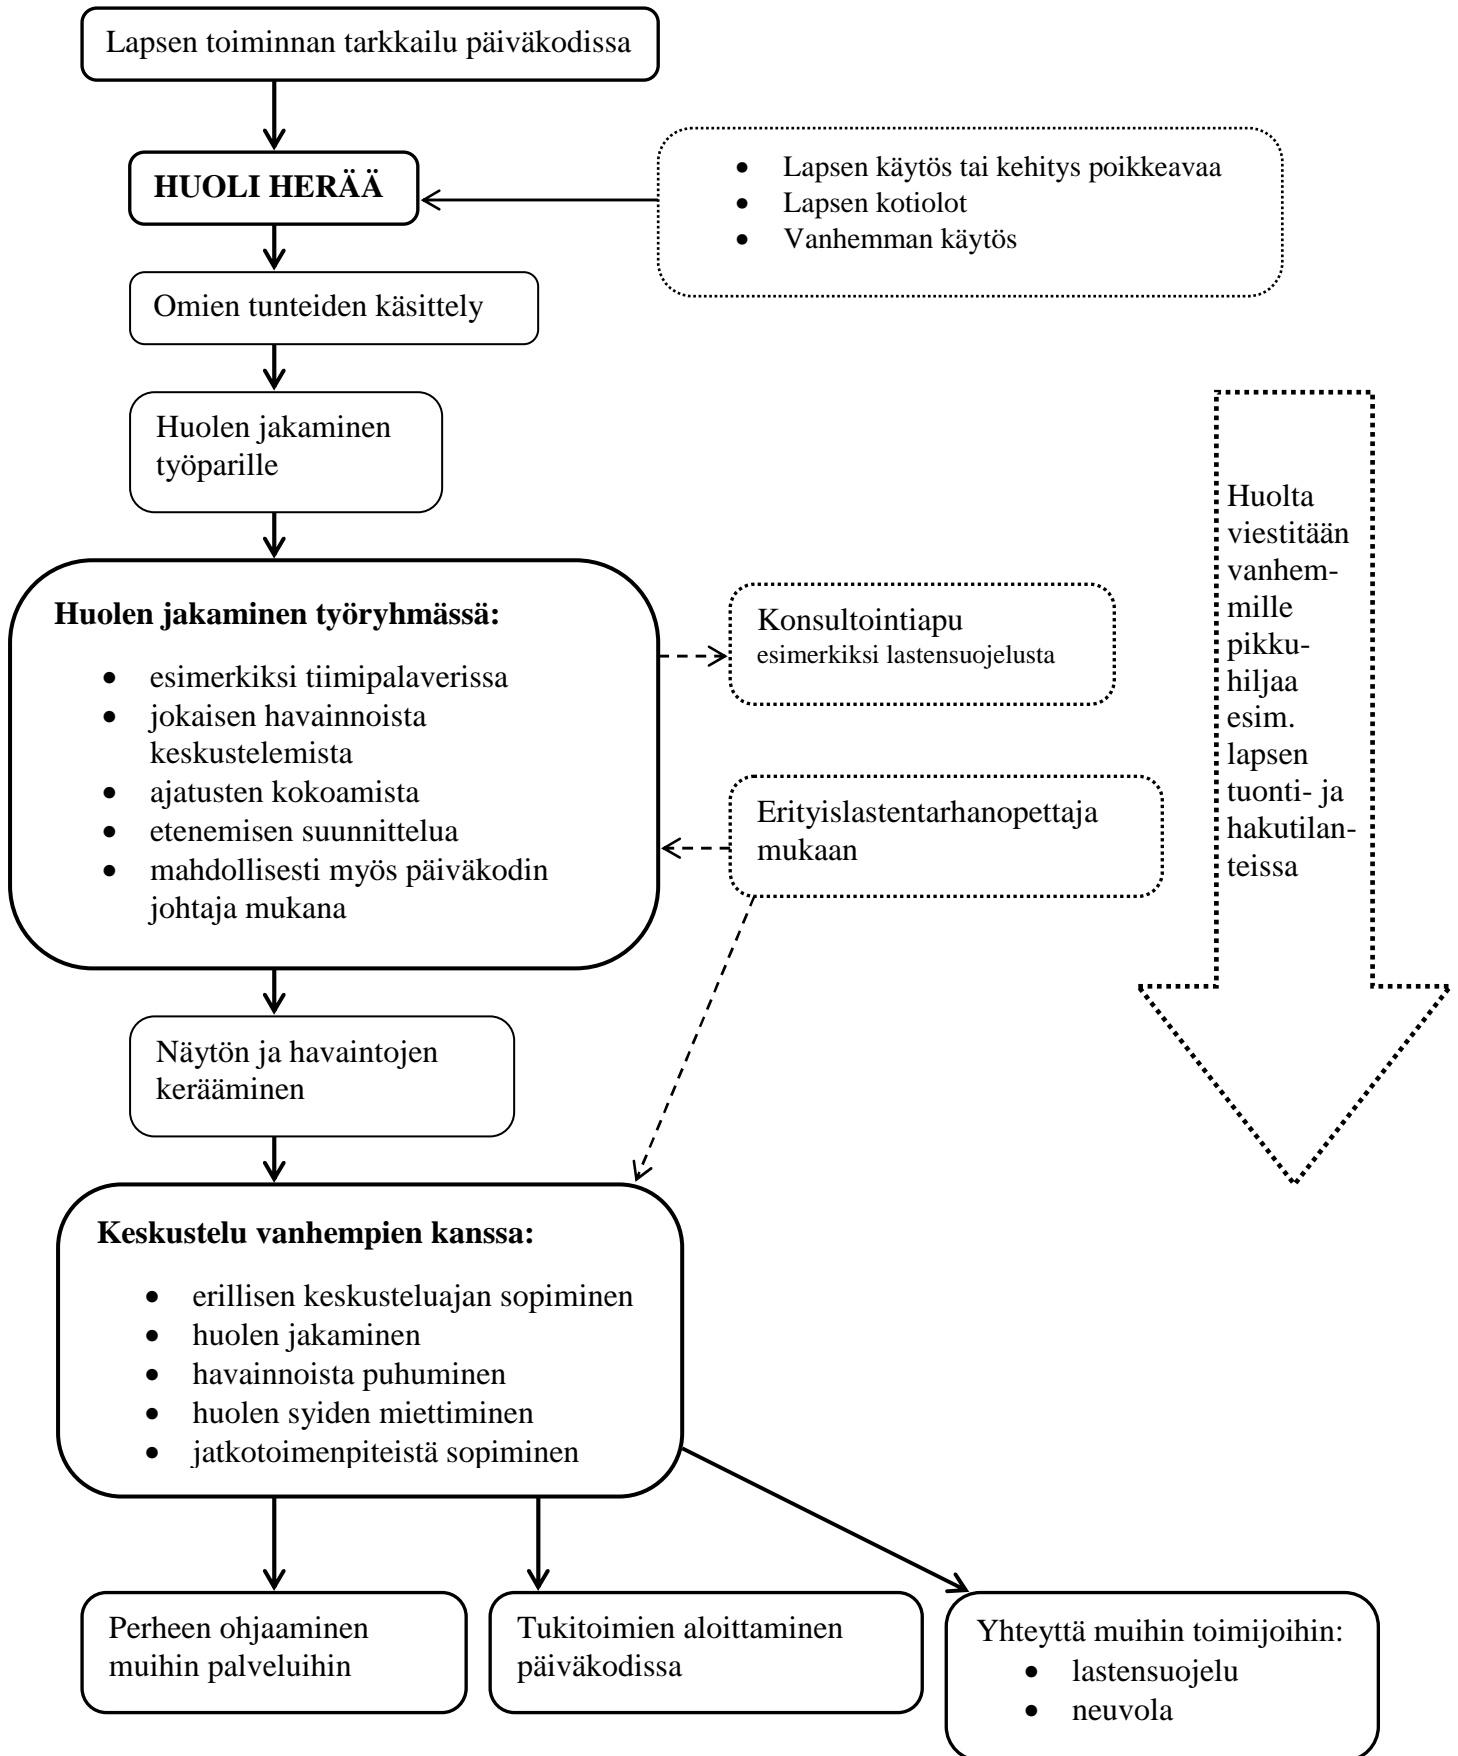 Lapsen toiminnan tarkkailu päiväkodissa
HUOLI HERÄÄ
• Lapsen käytös tai kehitys poikkeavaa
• Lapsen kotiolot
• Vanhemman käytös
Omien tunteiden käsittely
Huolen jakaminen
työparille
Huolen jakaminen työryhmässä:
• esimerkiksi tiimipalaverissa
• jokaisen havainnoista
keskustelemista
• ajatusten kokoamista
• etenemisen suunnittelua
• mahdollisesti myös päiväkodin
johtaja mukana
Konsultointiapu
esimerkiksi lastensuojelusta
Erityislastentarhanopettaja
mukaan
Huolta
viestitään
vanhem-
mille
pikku-
hiljaa
esim.
lapsen
tuonti- ja
hakutilan-
teissa
Näytön ja havaintojen
kerääminen
Keskustelu vanhempien kanssa:
• erillisen keskusteluajan sopiminen
• huolen jakaminen
• havainnoista puhuminen
• huolen syiden miettiminen
• jatkotoimenpiteistä sopiminen
Perheen ohjaaminen
muihin palveluihin
Tukitoimien aloittaminen
päiväkodissa
Yhteyttä muihin toimijoihin:
• lastensuojelu
• neuvola